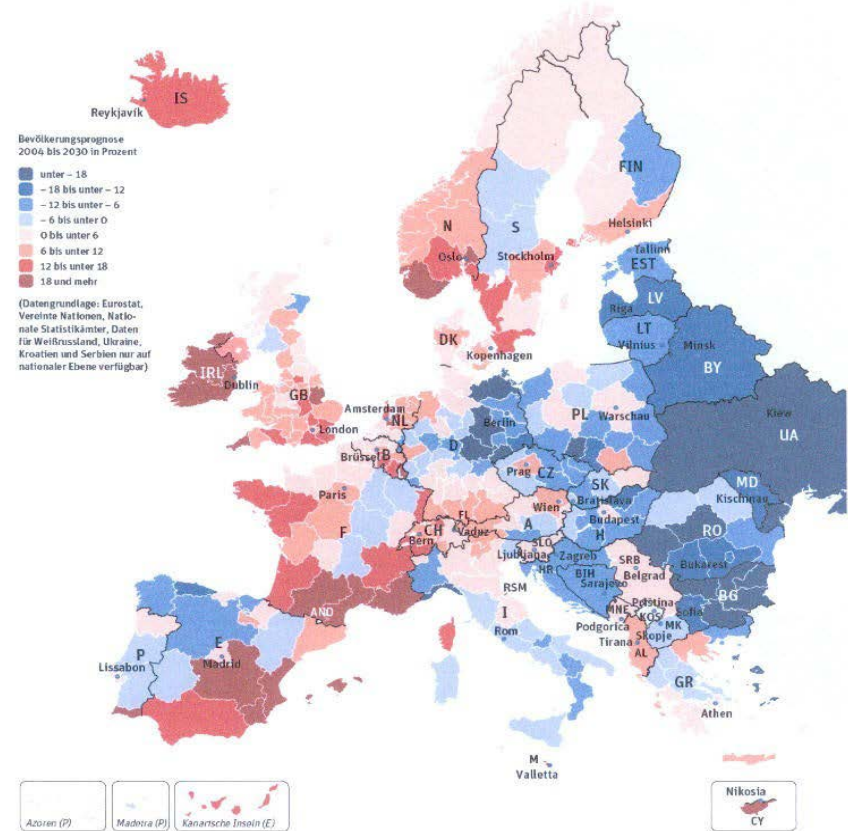 IS
Reykjavík
Bevölkerungsprognose
2004 bis 2030 in Prozent
unter – 18
– 18 bis unter – 12
– 12 bis unter – 6
– 6 bis unter 0
0 bis unter 6
6 bis unter 12
12 bis unter 18
18 und mehr
(Datengrundlage: Eurostat,
Vereinte Nationen, Natio-
nale Statistikämter, Daten
für Weißrussland, Ukraine,
Kroatien und Serbien nur auf
nationaler Ebene verfügbar)
FIN
N
S
Helsinki
Oslo
Stockholm
Tallinn
EST
LV
Riga
LT
Vilnius
Minsk
BY
DK
Kopenhagen
IRL
Dublin
GB
London
Amsterdam
NL
Berlin
PL
Warschau
Kiew
UA
Brüssel
B
L
D
Prag
CZ
SK
MD
Kischinau
Paris
F
FL
Wien
Bratislava
Budapest
CH
Bern
Vaduz
A
H
RO
SLO
Ljubljana
Zagreb
HR
BIH
Sarajevo
SRB
Belgrad
Bukarest
BG
RSM
AND
I
Rom
MNE
Priština
KOS
Sofia
Podgorica
MK
Skopje
Tirana
AL
P
E
Madrid
Lissabon
GR
Athen
M
Valletta
Azoren (P)
Madeira (P)
Kanarische Inseln (E)
Nikosia
CY